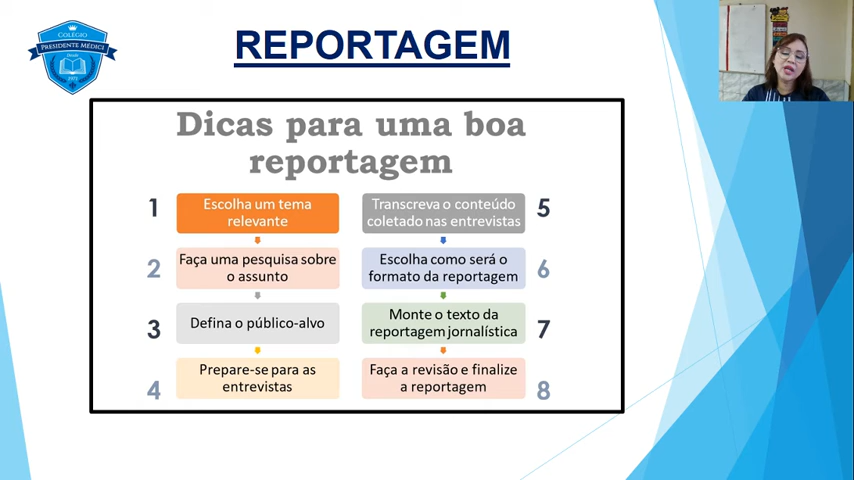 COLÉGIO
PRESIDENTE MÉDICI
Desde
1972
REPORTAGEM
Dicas para uma boa
reportagem
1
Escolha um tema
relevante
2
Faça uma pesquisa sobre
o assunto
3
Defina o público-alvo
4
Prepare-se para as
entrevistas
Transcreva o conteúdo
coletado nas entrevistas
5
Escolha como será o
formato da reportagem
6
Monte o texto da
reportagem jornalística
7
Faça a revisão e finalize
a reportagem
8